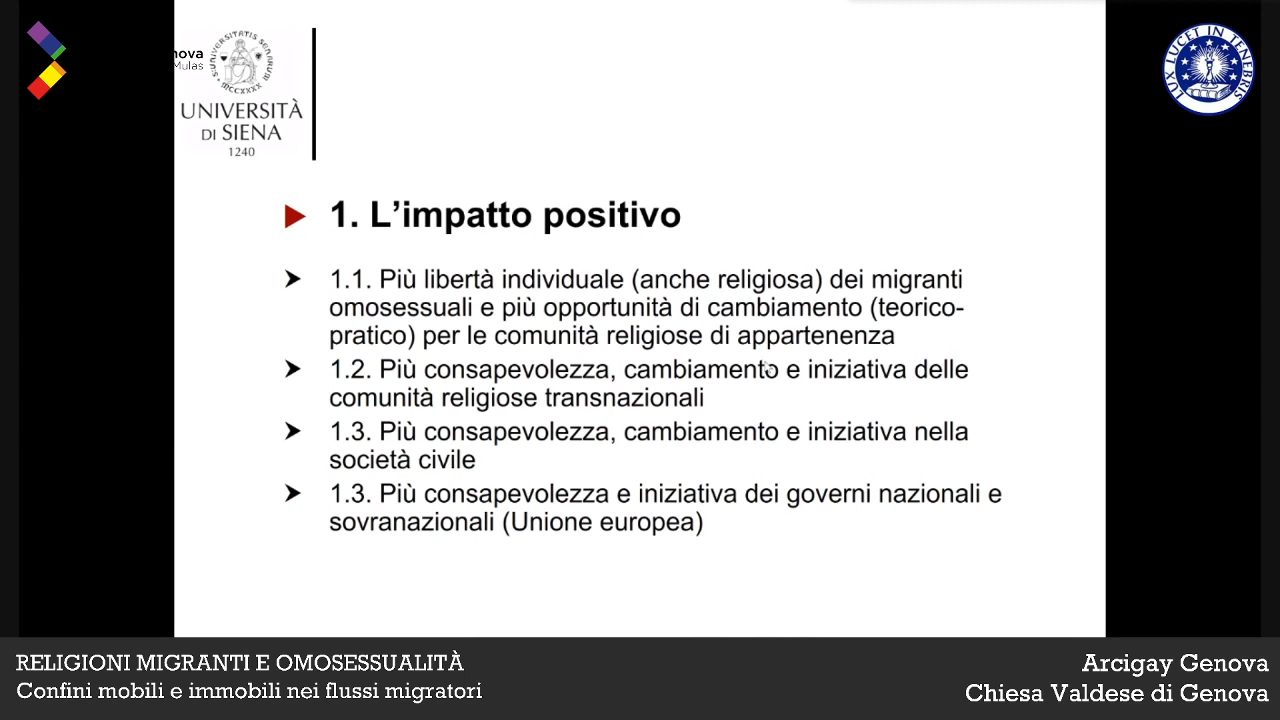 nova
Mulas
UNIVERSITÀ
DI SIENA
1240
LUX LUCET IN TENEBRIS
1. L’impatto positivo
1.1. Più libertà individuale (anche religiosa) dei migranti
omosessuali e più opportunità di cambiamento (teorico-
pratico) per le comunità religiose di appartenenza
1.2. Più consapevolezza, cambiamento e iniziativa delle
comunità religiose transnazionali
1.3. Più consapevolezza, cambiamento e iniziativa nella
società civile
1.3. Più consapevolezza e iniziativa dei governi nazionali e
sovranazionali (Unione europea)
RELIGIONI MIGRANTI E OMOSESSUALITÀ
Confini mobili e immobili nei flussi migratori
Arcigay Genova
Chiesa Valdese di Genova